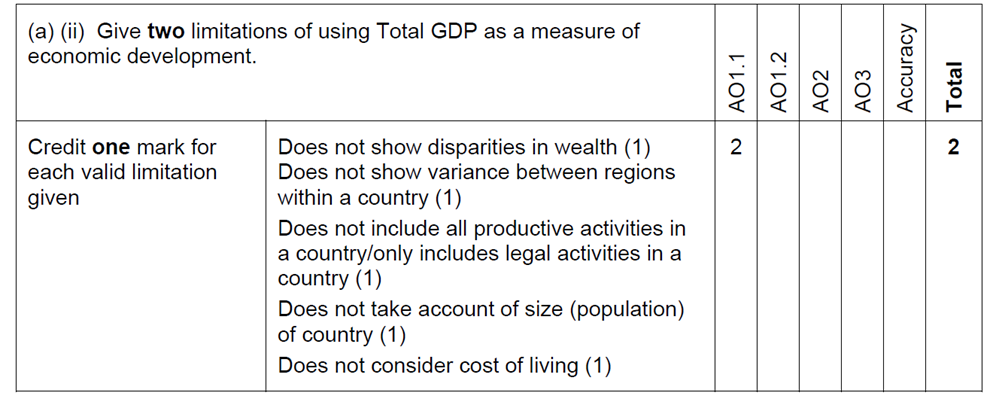 (a) (ii) Give two limitations of using Total GDP as a measure of
economic development.
AO1.1
AO1.2
AO2
AO3
Accuracy
Total
Credit one mark for
each valid limitation
given
Does not show disparities in wealth (1)
Does not show variance between regions
within a country (1)
Does not include all productive activities in
a country/only includes legal activities in a
country (1)
Does not take account of size (population)
of country (1)
Does not consider cost of living (1)
2
2